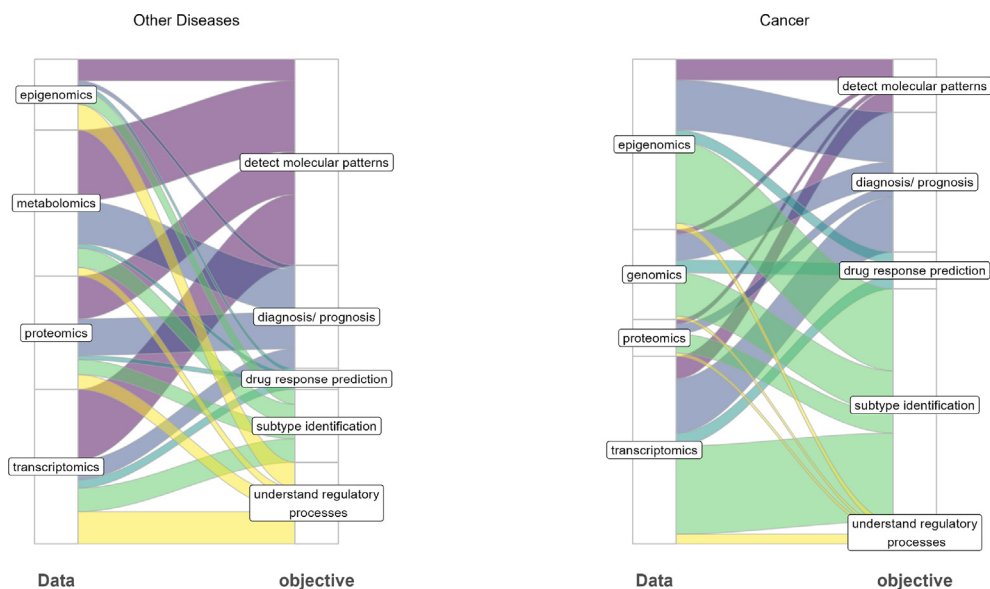 Other Diseases
epigenomics
metabolomics
proteomics
transcriptomics
detect molecular patterns
diagnosis/ prognosis
drug response prediction
subtype identification
understand regulatory
processes
Data
objective
Cancer
epigenomics
genomics
proteomics
transcriptomics
detect molecular patterns
diagnosis/ prognosis
drug response prediction
subtype identification
understand regulatory
processes
Data
objective